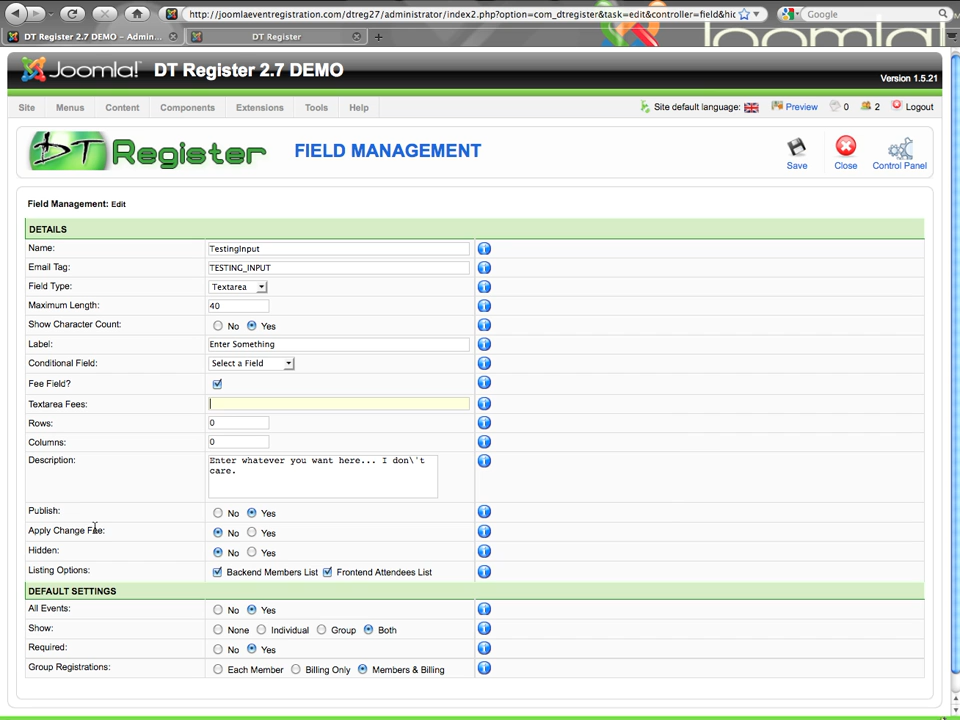 http://joomlaeventregistration.com/dtreg27/administrator/index2.php?option=com_dtregister&task=edit&controller=field&hid
Google
DT Register 2.7 DEMO - Admin...
DT Register
Joomla!
Joomla!
DT Register 2.7 DEMO
Version 1.5.21
Site Menus Content Components Extensions Tools Help
Site default language: Preview 0 2 Logout
DT Register
FIELD MANAGEMENT
Save Close Control Panel
Field Management: Edit
DETAILS
Name: TestingInput
Email Tag: TESTING_INPUT
Field Type: Textarea
Maximum Length: 40
Show Character Count: No Yes
Label: Enter Something
Conditional Field: Select a Field
Fee Field?
Textarea Fees:
Rows: 0
Columns: 0
Description: Enter whatever you want here... I don\'t
care.
Publish: No Yes
Apply Change Fee: No Yes
Hidden: No Yes
Listing Options: Backend Members List Frontend Attendees List
DEFAULT SETTINGS
All Events: No Yes
Show: None Individual Group Both
Required: No Yes
Group Registrations: Each Member Billing Only Members & Billing